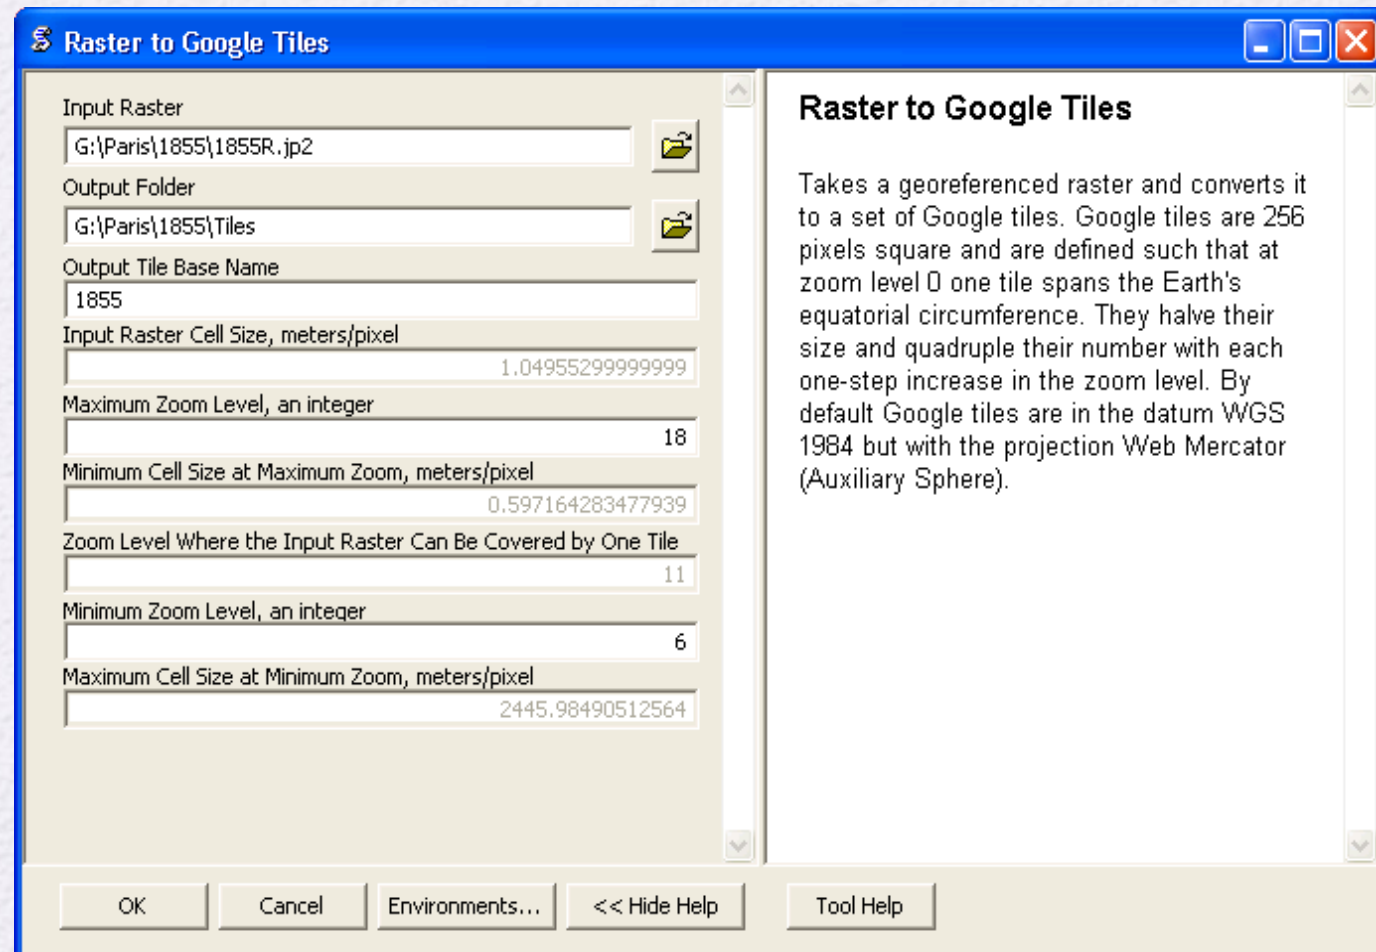 Raster to Google Tiles
Input Raster
G:\Paris\1855\1855R.jp2
Output Folder
G:\Paris\1855\Tiles
Output Tile Base Name
1855
Input Raster Cell Size, meters/pixel
1.04955299999999
Maximum Zoom Level, an integer
18
Minimum Cell Size at Maximum Zoom, meters/pixel
0.597164283477939
Zoom Level Where the Input Raster Can Be Covered by One Tile
11
Minimum Zoom Level, an integer
6
Maximum Cell Size at Minimum Zoom, meters/pixel
2445.98490512564
Raster to Google Tiles
Takes a georeferenced raster and converts it
to a set of Google tiles. Google tiles are 256
pixels square and are defined such that at
zoom level 0 one tile spans the Earth's
equatorial circumference. They halve their
size and quadruple their number with each
one-step increase in the zoom level. By
default Google tiles are in the datum WGS
1984 but with the projection Web Mercator
(Auxiliary Sphere).
OK
Cancel
Environments...
<< Hide Help
Tool Help